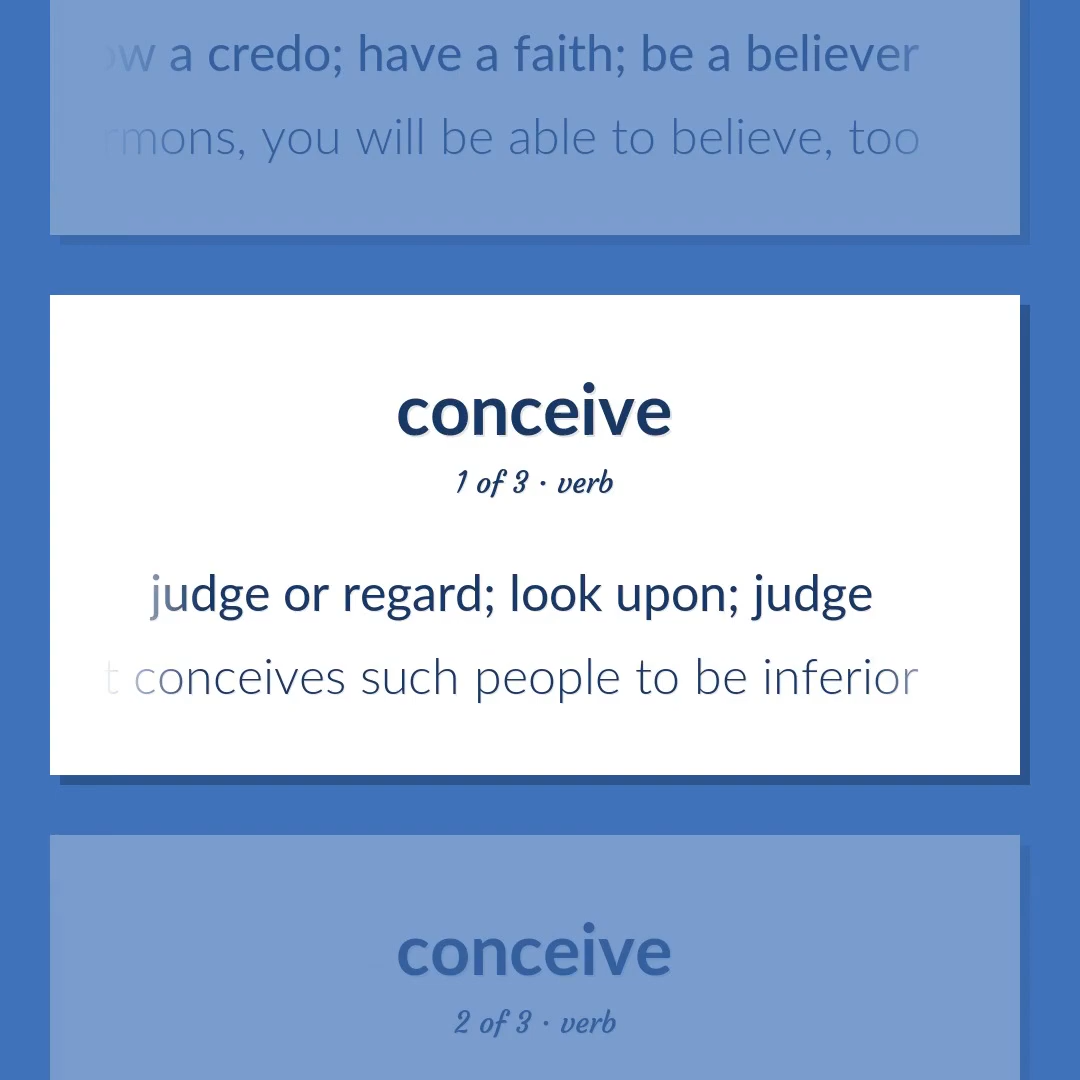 a credo; have a faith; be a believer
you will be able to believe, too
conceive
1 of 3 · verb
judge or regard; look upon; judge
conceives such people to be inferior
conceive
2 of 3 · verb